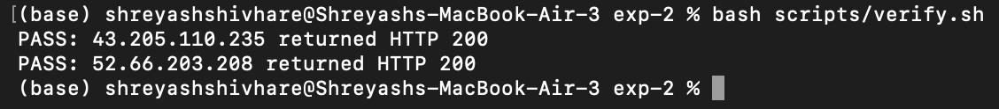 [(base) shreyashshivhare@Shreyashs-MacBook-Air-3 exp-2 % bash scripts/verify.sh
PASS: 43.205.110.235 returned HTTP 200
PASS: 52.66.203.208 returned HTTP 200
(base) shreyashshivhare@Shreyashs-MacBook-Air-3 exp-2 %